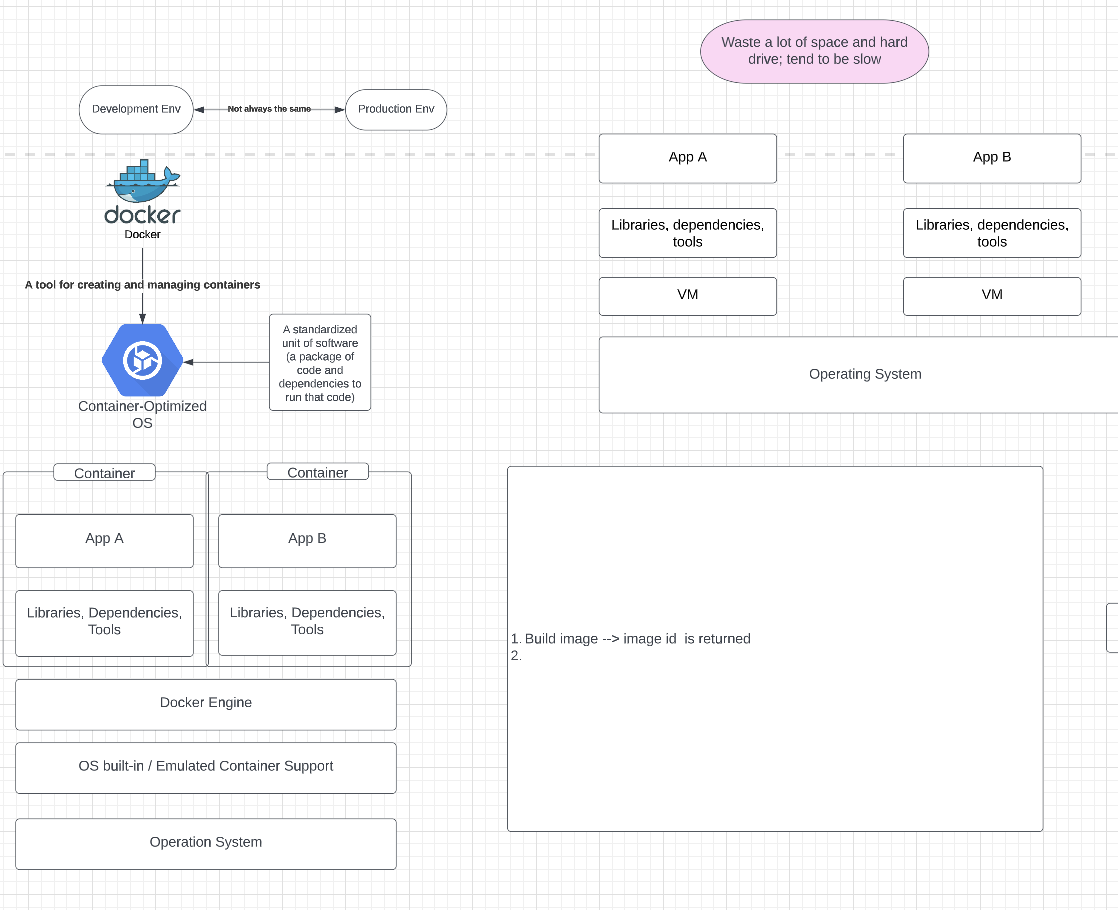 Waste a lot of space and hard
drive; tend to be slow
Development Env
Not always the same
Production Env
docker
Docker
A tool for creating and managing containers
A standardized
unit of software
(a package of
code and
dependencies to
run that code)
Container-Optimized
OS
App A
App B
Libraries, dependencies,
tools
Libraries, dependencies,
tools
VM
VM
Operating System
Container
Container
App A
App B
Libraries, Dependencies,
Tools
Libraries, Dependencies,
Tools
Docker Engine
OS built-in / Emulated Container Support
Operation System
1. Build image --> image id  is returned
2.